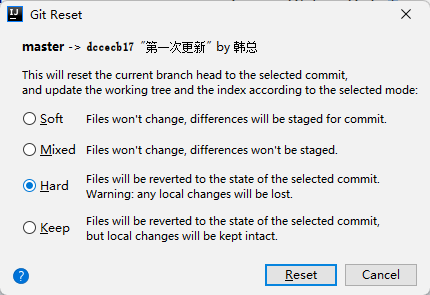 IJ
Git Reset
master -> dccecb17 "第一次更新" by 韩总
This will reset the current branch head to the selected commit,
and update the working tree and the index according to the selected mode:
Soft Files won't change, differences will be staged for commit.
Mixed Files won't change, differences won't be staged.
Hard Files will be reverted to the state of the selected commit.
Warning: any local changes will be lost.
Keep Files will be reverted to the state of the selected commit,
but local changes will be kept intact.
? Reset Cancel